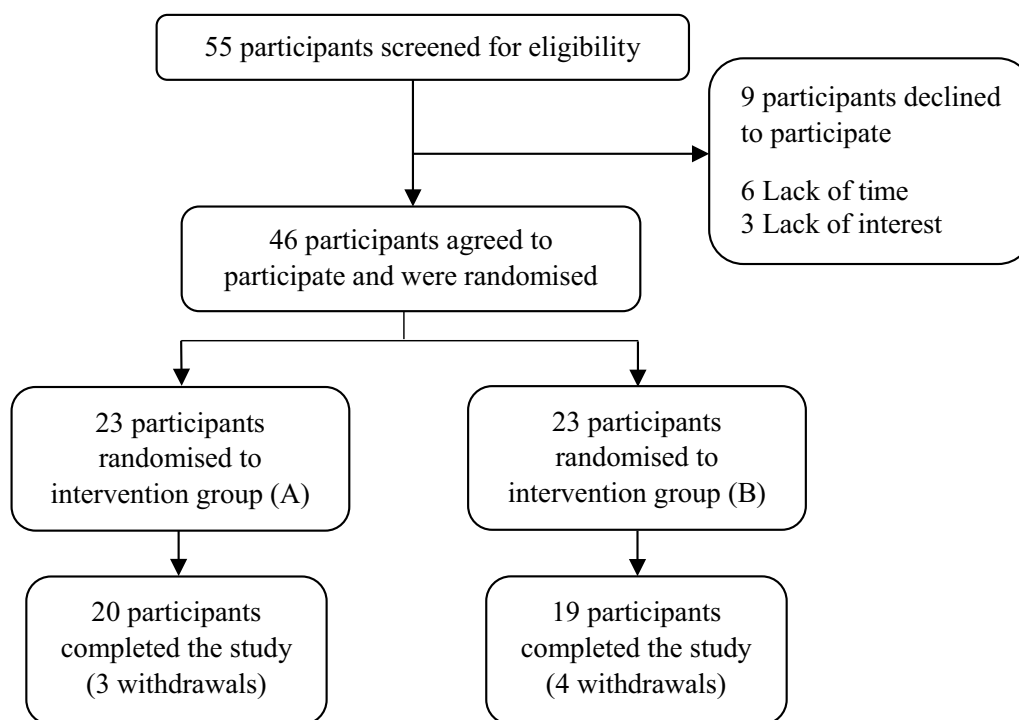 55 participants screened for eligibility
9 participants declined
to participate
6 Lack of time
3 Lack of interest
46 participants agreed to
participate and were randomised
23 participants
randomised to
intervention group (A)
23 participants
randomised to
intervention group (B)
20 participants
completed the study
(3 withdrawals)
19 participants
completed the study
(4 withdrawals)